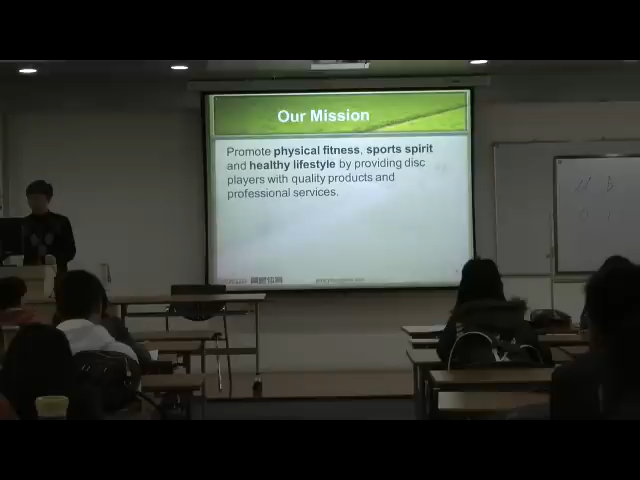 Our Mission
Promote physical fitness, sports spirit
and healthy lifestyle by providing disc
players with quality products and
professional services.